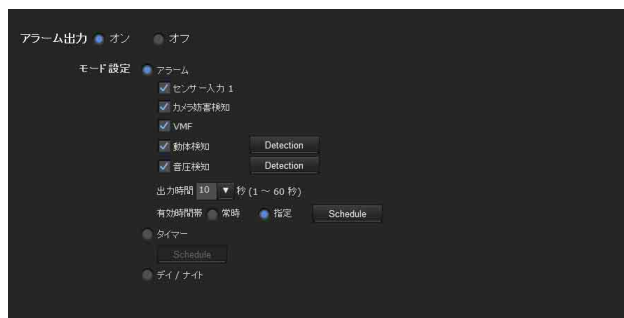 アラーム出力 オン オフ
モード設定 アラーム
センサー入力 1
カメラ妨害検知
VMF
動体検知 Detection
音圧検知 Detection
出力時間 10 ▼ 秒 (1 ～ 60 秒)
有効時間帯 常時 指定 Schedule
タイマー
Schedule
デイ / ナイト